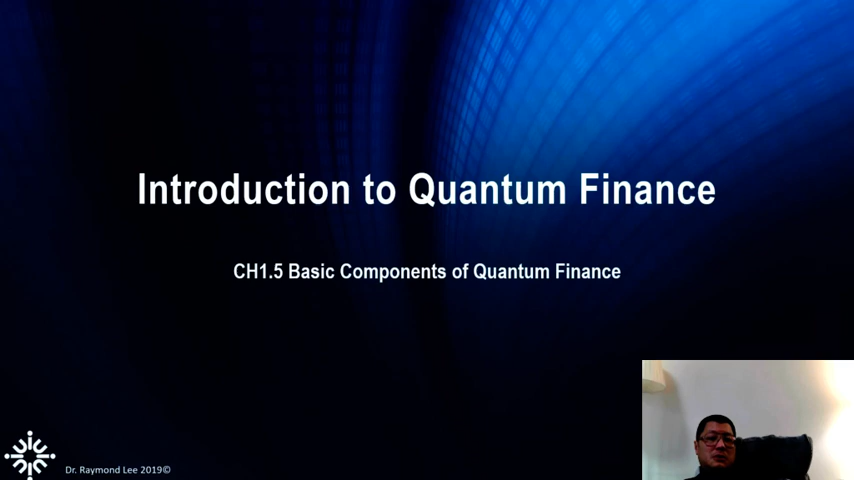 Introduction to Quantum Finance
CH1.5 Basic Components of Quantum Finance
Dr. Raymond Lee 2019©